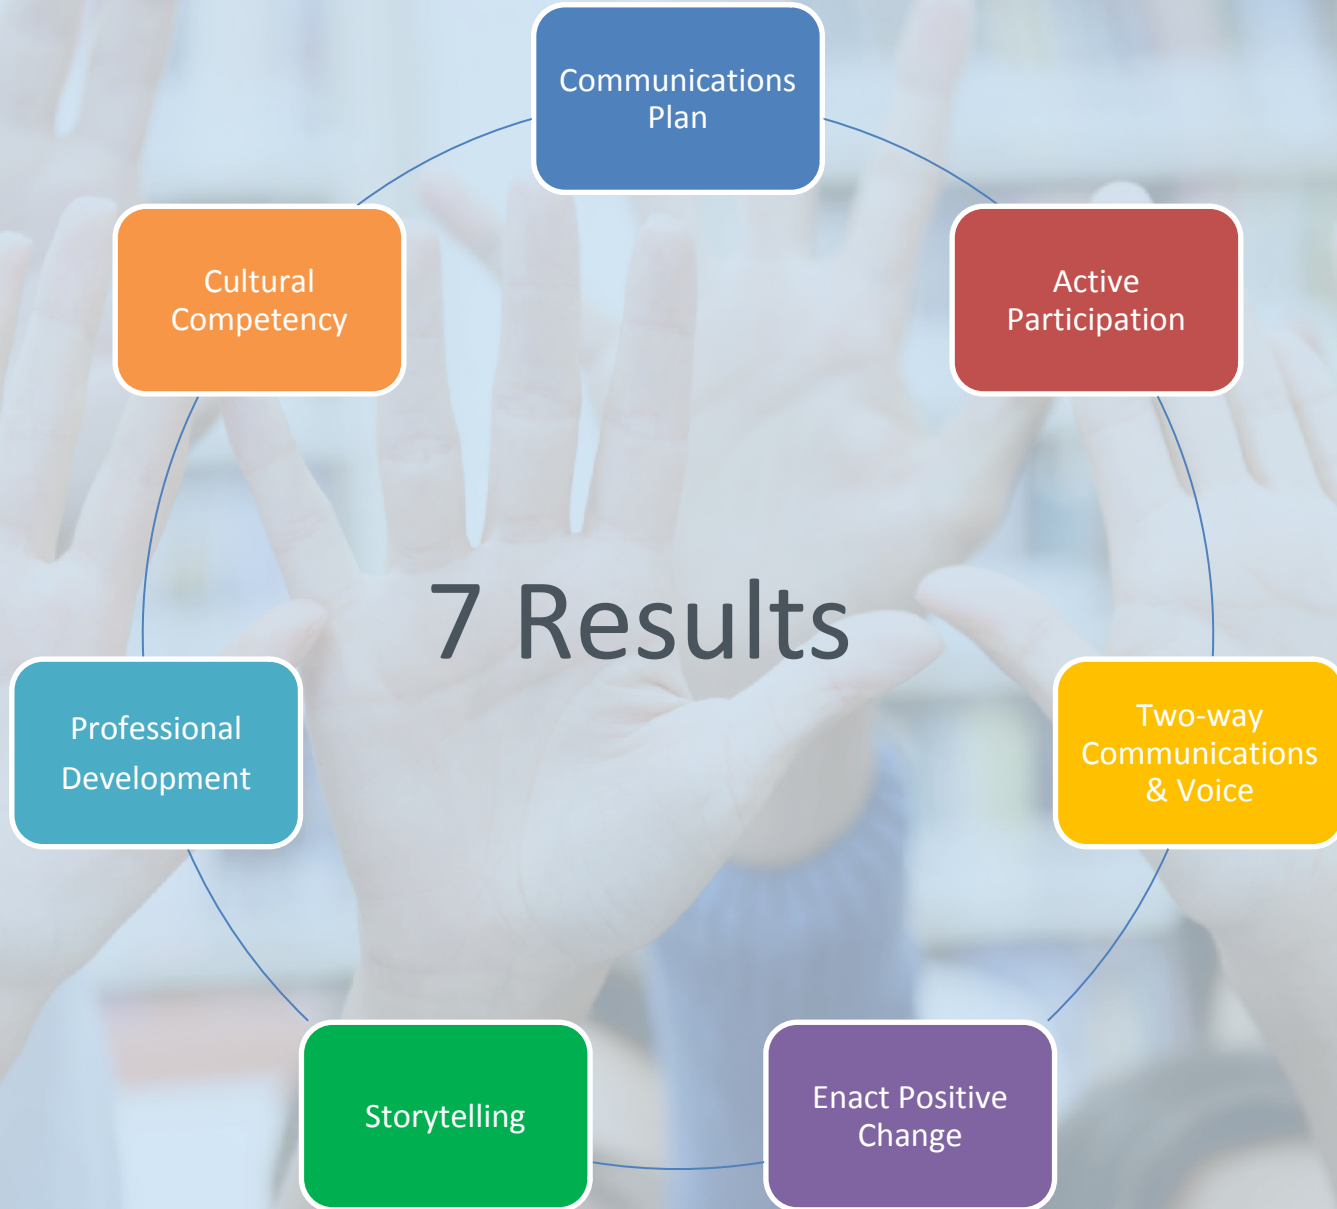 Communications
Plan
Cultural
Competency
Active
Participation
7 Results
Professional
Development
Two-way
Communications
& Voice
Storytelling
Enact Positive
Change